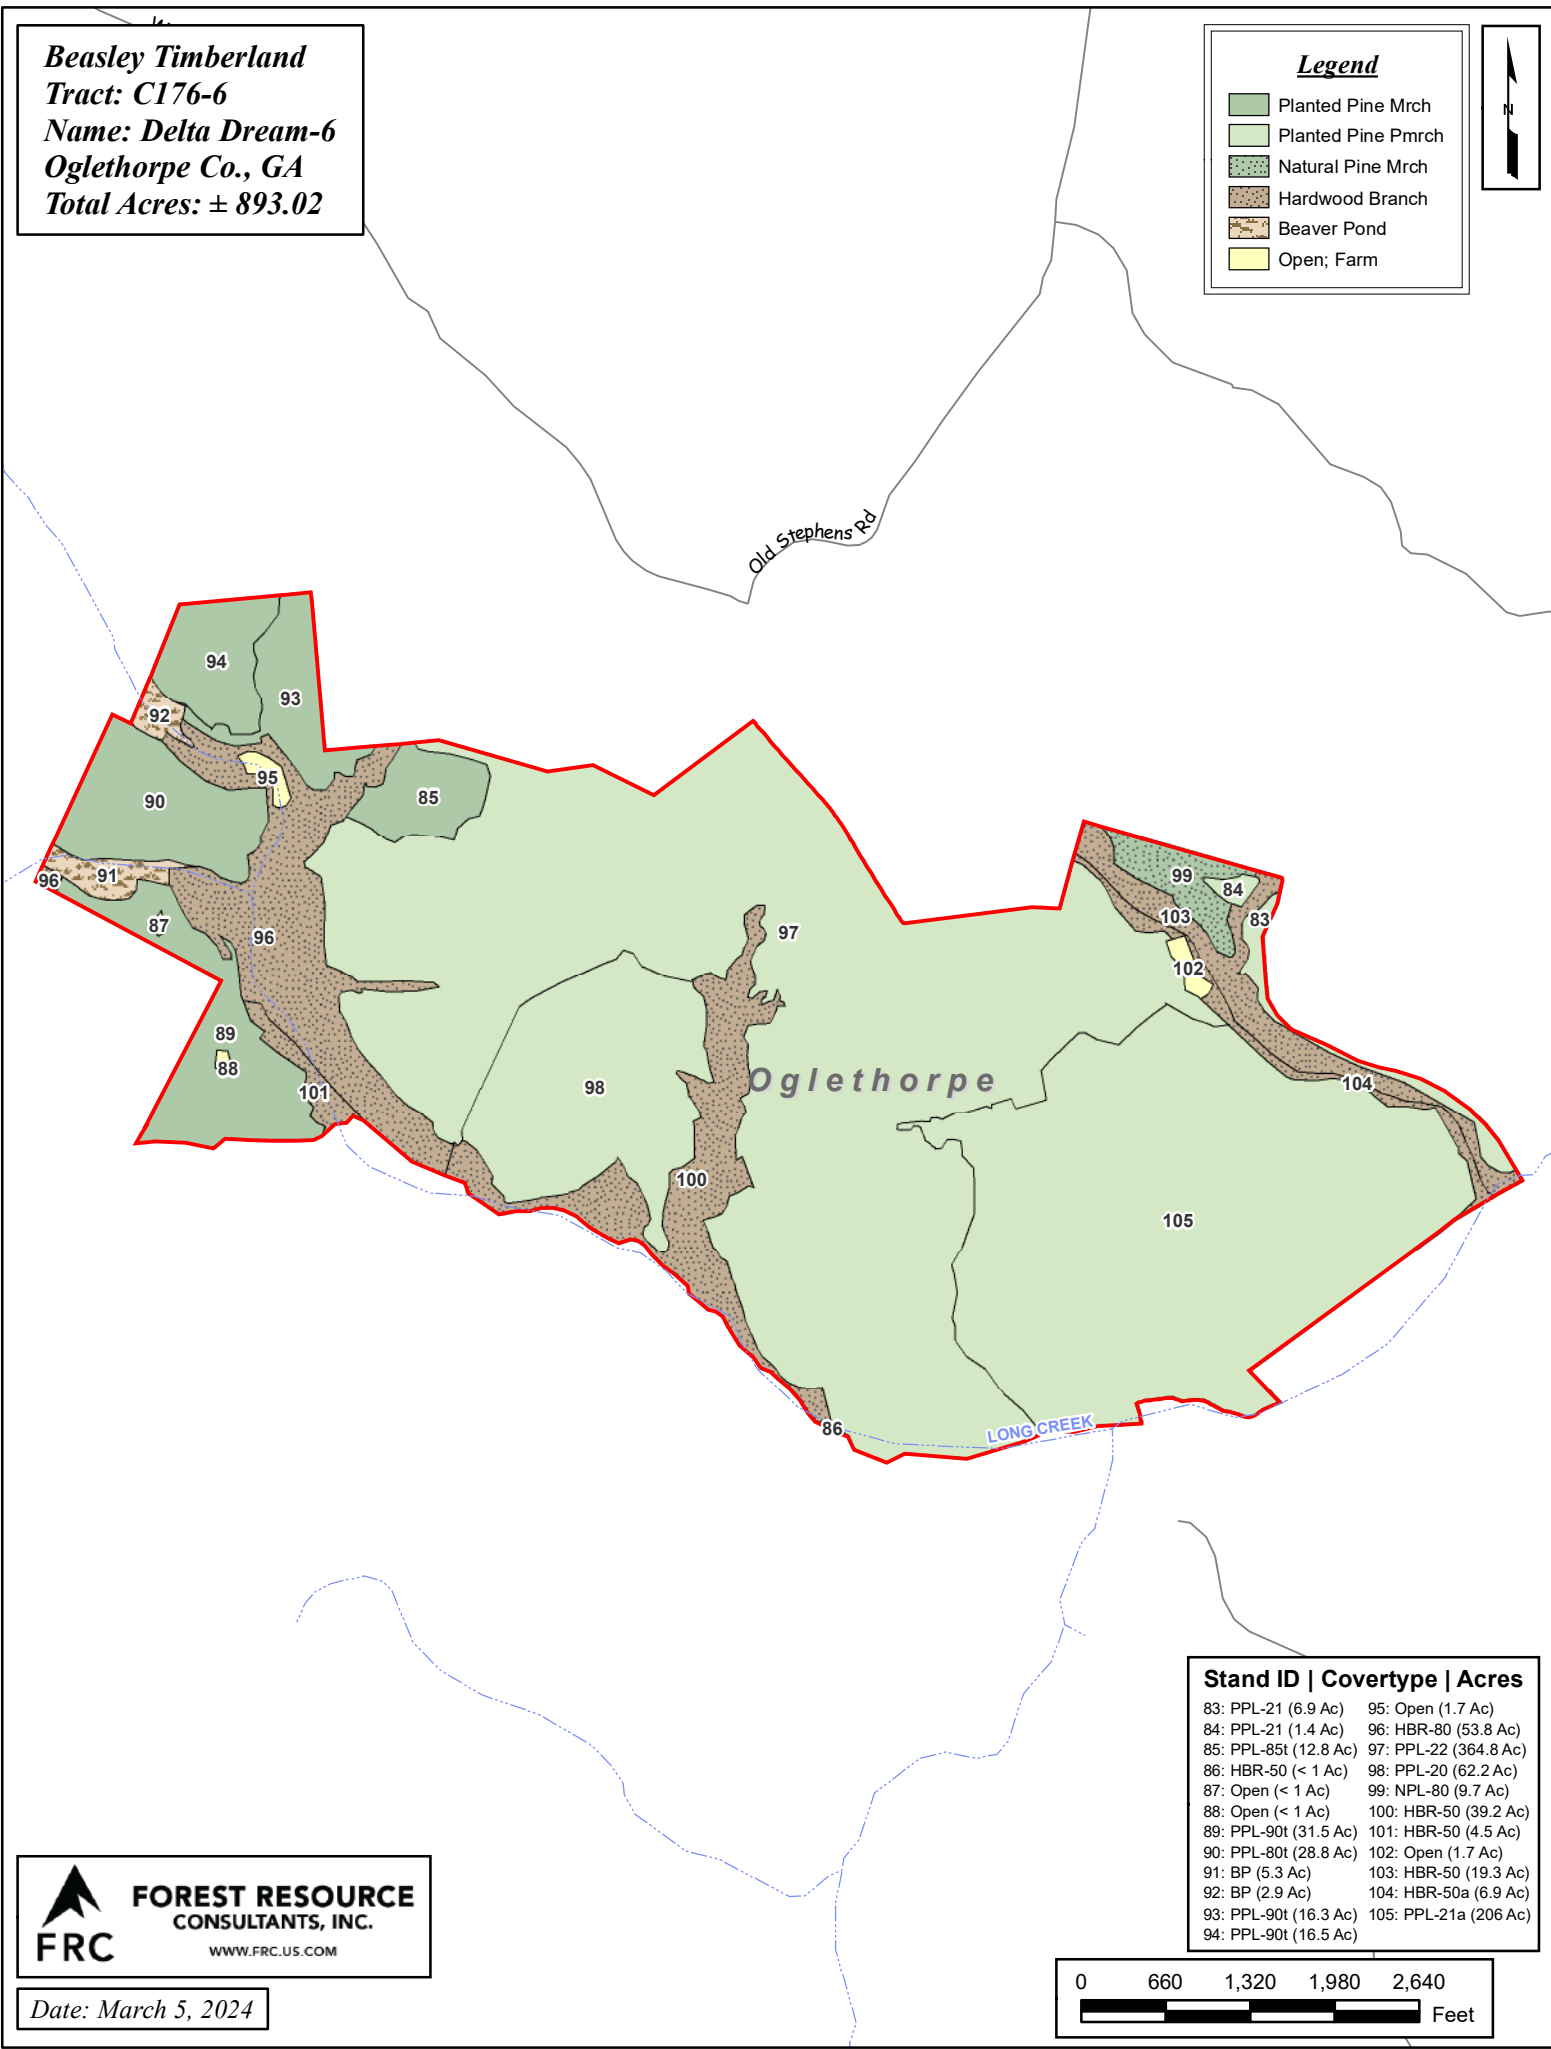 Beasley Timberland
Tract: C176-6
Name: Delta Dream-6
Oglethorpe Co., GA
Total Acres: ± 893.02
Legend
Planted Pine Mrch
Planted Pine Pmrch
Natural Pine Mrch
Hardwood Branch
Beaver Pond
Open; Farm
N
Old Stephens Rd
94
93
92
95
90
85
91
96
87
96
97
89
88
101
98
100
Oglethorpe
99
84
103
83
102
104
105
86
LONG CREEK
Stand ID | Covertype | Acres
83: PPL-21 (6.9 Ac) 95: Open (1.7 Ac)
84: PPL-21 (1.4 Ac) 96: HBR-80 (53.8 Ac)
85: PPL-85t (12.8 Ac) 97: PPL-22 (364.8 Ac)
86: HBR-50 (< 1 Ac) 98: PPL-20 (62.2 Ac)
87: Open (< 1 Ac) 99: NPL-80 (9.7 Ac)
88: Open (< 1 Ac) 100: HBR-50 (39.2 Ac)
89: PPL-90t (31.5 Ac) 101: HBR-50 (4.5 Ac)
90: PPL-80t (28.8 Ac) 102: Open (1.7 Ac)
91: BP (5.3 Ac) 103: HBR-50 (19.3 Ac)
92: BP (2.9 Ac) 104: HBR-50a (6.9 Ac)
93: PPL-90t (16.3 Ac) 105: PPL-21a (206 Ac)
94: PPL-90t (16.5 Ac)
FRC
FOREST RESOURCE
CONSULTANTS, INC.
WWW.FRC.US.COM
Date: March 5, 2024
0 660 1,320 1,980 2,640
Feet